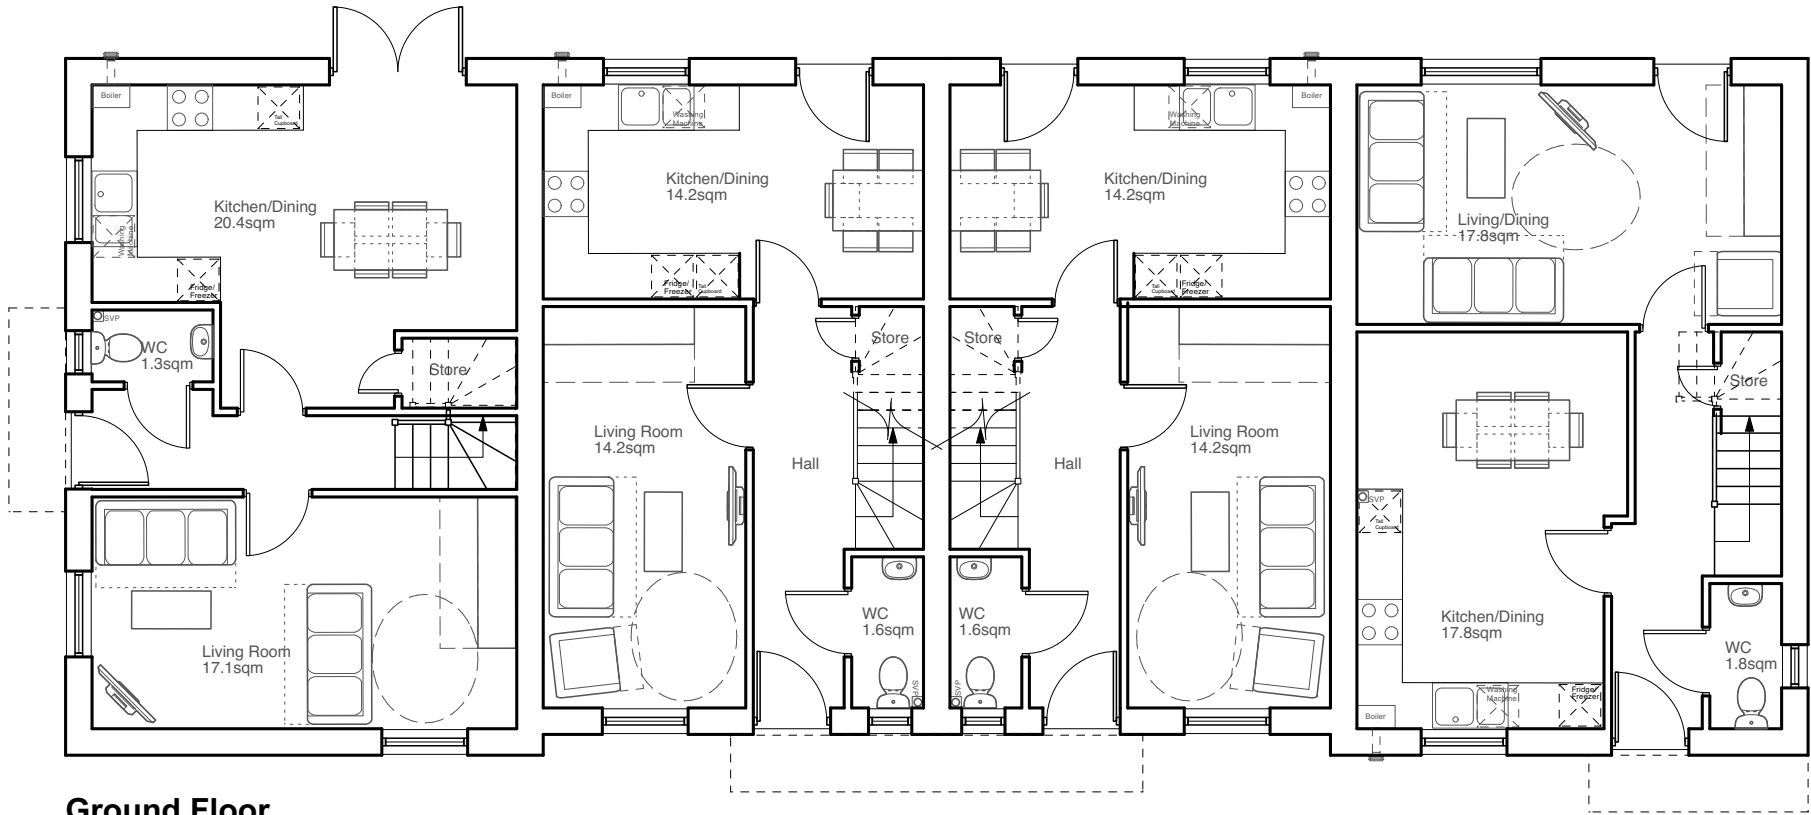 Boiler
Tall
Cupboard
Washing
Machine
Kitchen/Dining
20.4sqm
Fridge/
Freezer
SVP
WC
1.3sqm
Store
Living Room
17.1sqm
Boiler
Washing
Machine
Kitchen/Dining
14.2sqm
Fridge/
Freezer
Tall
Cupboard
Store
Living Room
14.2sqm
Hall
WC
1.6sqm
SVP
Boiler
Washing
Machine
Kitchen/Dining
14.2sqm
Tall
Cupboard
Fridge/
Freezer
Store
Living Room
14.2sqm
Hall
WC
1.6sqm
SVP
Living/Dining
17.8sqm
Store
SVP
Tall
Cupboard
Kitchen/Dining
17.8sqm
WC
1.8sqm
Boiler
Washing
Machine
Fridge/
Freezer
Ground Floor